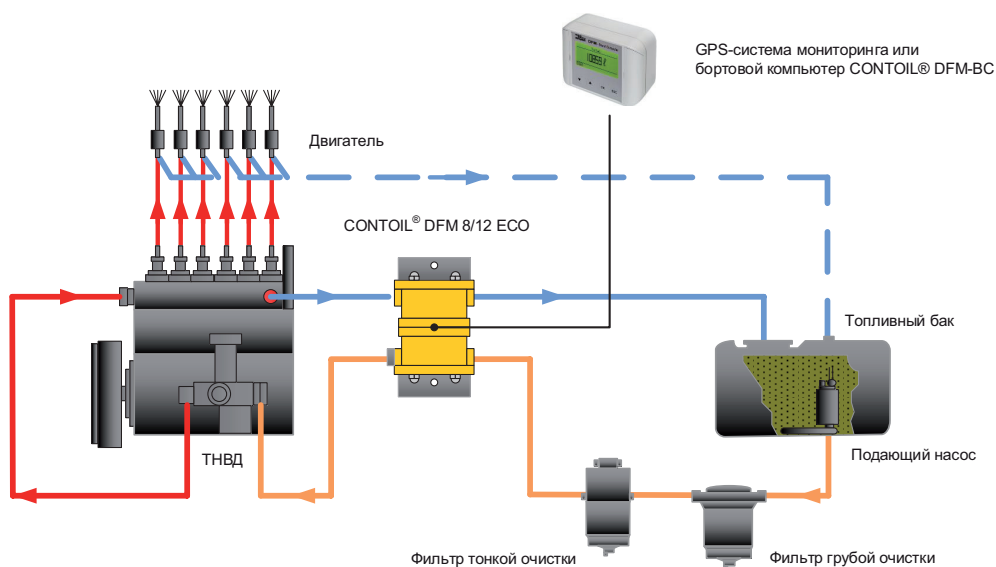 GPS-система мониторинга или
бортовой компьютер CONTOIL® DFM-BC
Двигатель
CONTOIL® DFM 8/12 ECO
Топливный бак
Подающий насос
ТНВД
Фильтр тонкой очистки
Фильтр грубой очистки